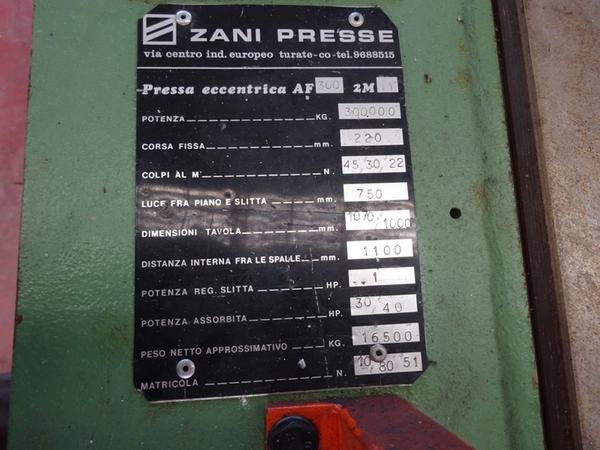 ZANI PRESSE
via centro ind. europeo turate-co-tel. 9688515
Pressa eccentrica AF 300 2M
POTENZA KG. 300.000
CORSA FISSA mm. 220
COLPI AL M' N. 45/30/22
LUCE FRA PIANO E SLITTA mm. 750
DIMENSIONI TAVOLA mm. 1070/1000
DISTANZA INTERNA FRA LE SPALLE mm. 1100
POTENZA REG. SLITTA HP. 1
POTENZA ASSORBITA HP. 30/40
PESO NETTO APPROSSIMATIVO KG. 16500
MATRICOLA N. 10 80 51